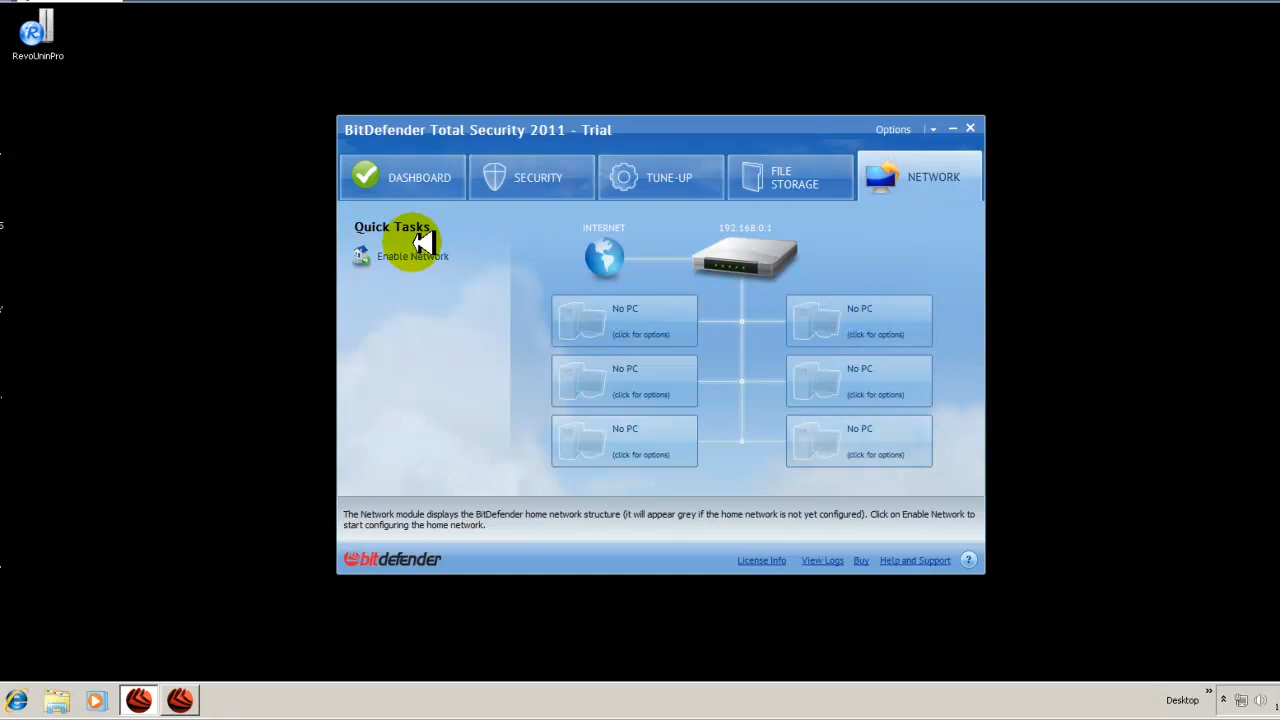 RevoUninPro
BitDefender Total Security 2011 - Trial
Options
DASHBOARD
SECURITY
TUNE-UP
FILE
STORAGE
NETWORK
Quick Tasks
Enable Network
INTERNET
192.168.0.1
No PC
(click for options)
No PC
(click for options)
No PC
(click for options)
No PC
(click for options)
No PC
(click for options)
No PC
(click for options)
The Network module displays the BitDefender home network structure (it will appear grey if the home network is not yet configured). Click on Enable Network to
start configuring the home network.
bitdefender
License Info
View Logs
Buy
Help and Support
?
Desktop